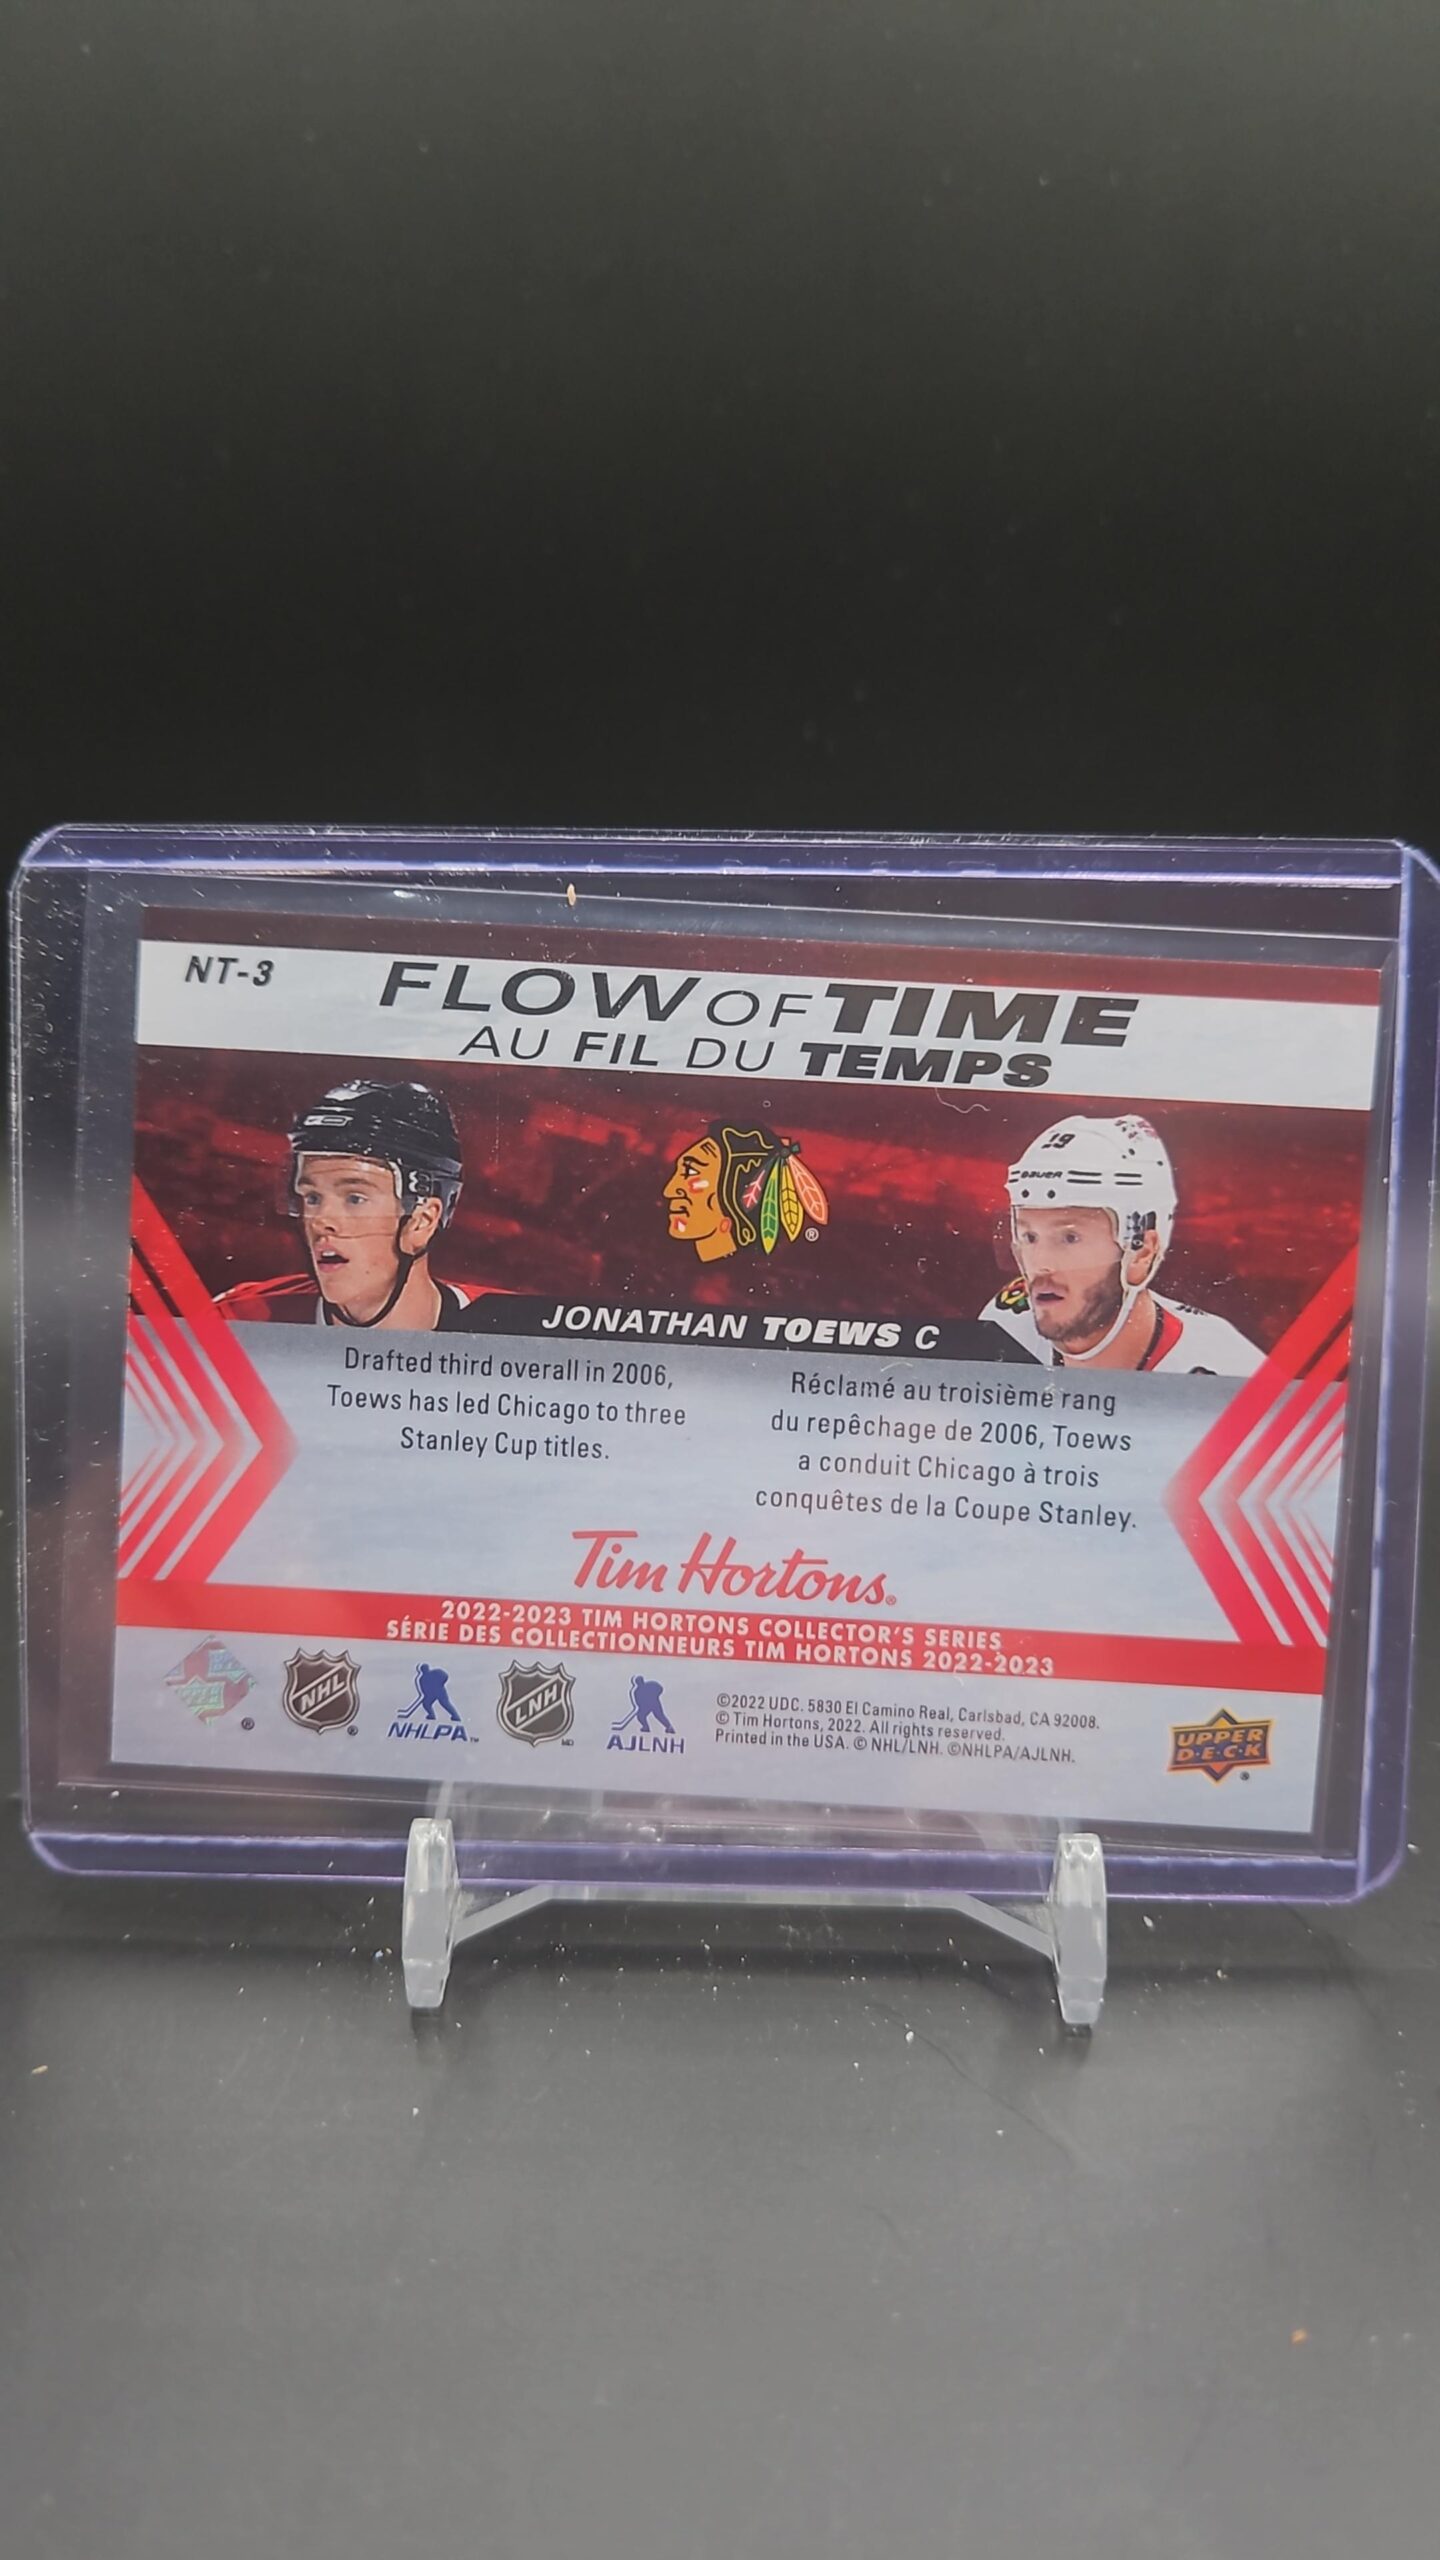 NT-3
FLOW OF TIME
AU FIL DU TEMPS
19
BAUER
®
JONATHAN TOEWS C
Drafted third overall in 2006,
Toews has led Chicago to three
Stanley Cup titles.
Réclamé au troisième rang
du repêchage de 2006, Toews
a conduit Chicago à trois
conquêtes de la Coupe Stanley.
Tim Hortons®
2022-2023 TIM HORTONS COLLECTOR'S SERIES
SÉRIE DES COLLECTIONNEURS TIM HORTONS 2022-2023
®
NHL ®
NHLPA™
LNH MD
AJLNH
©2022 UDC. 5830 El Camino Real, Carlsbad, CA 92008.
© Tim Hortons, 2022. All rights reserved.
Printed in the USA. © NHL/LNH. ©NHLPA/AJLNH.
UPPER
D•E•C•K ®